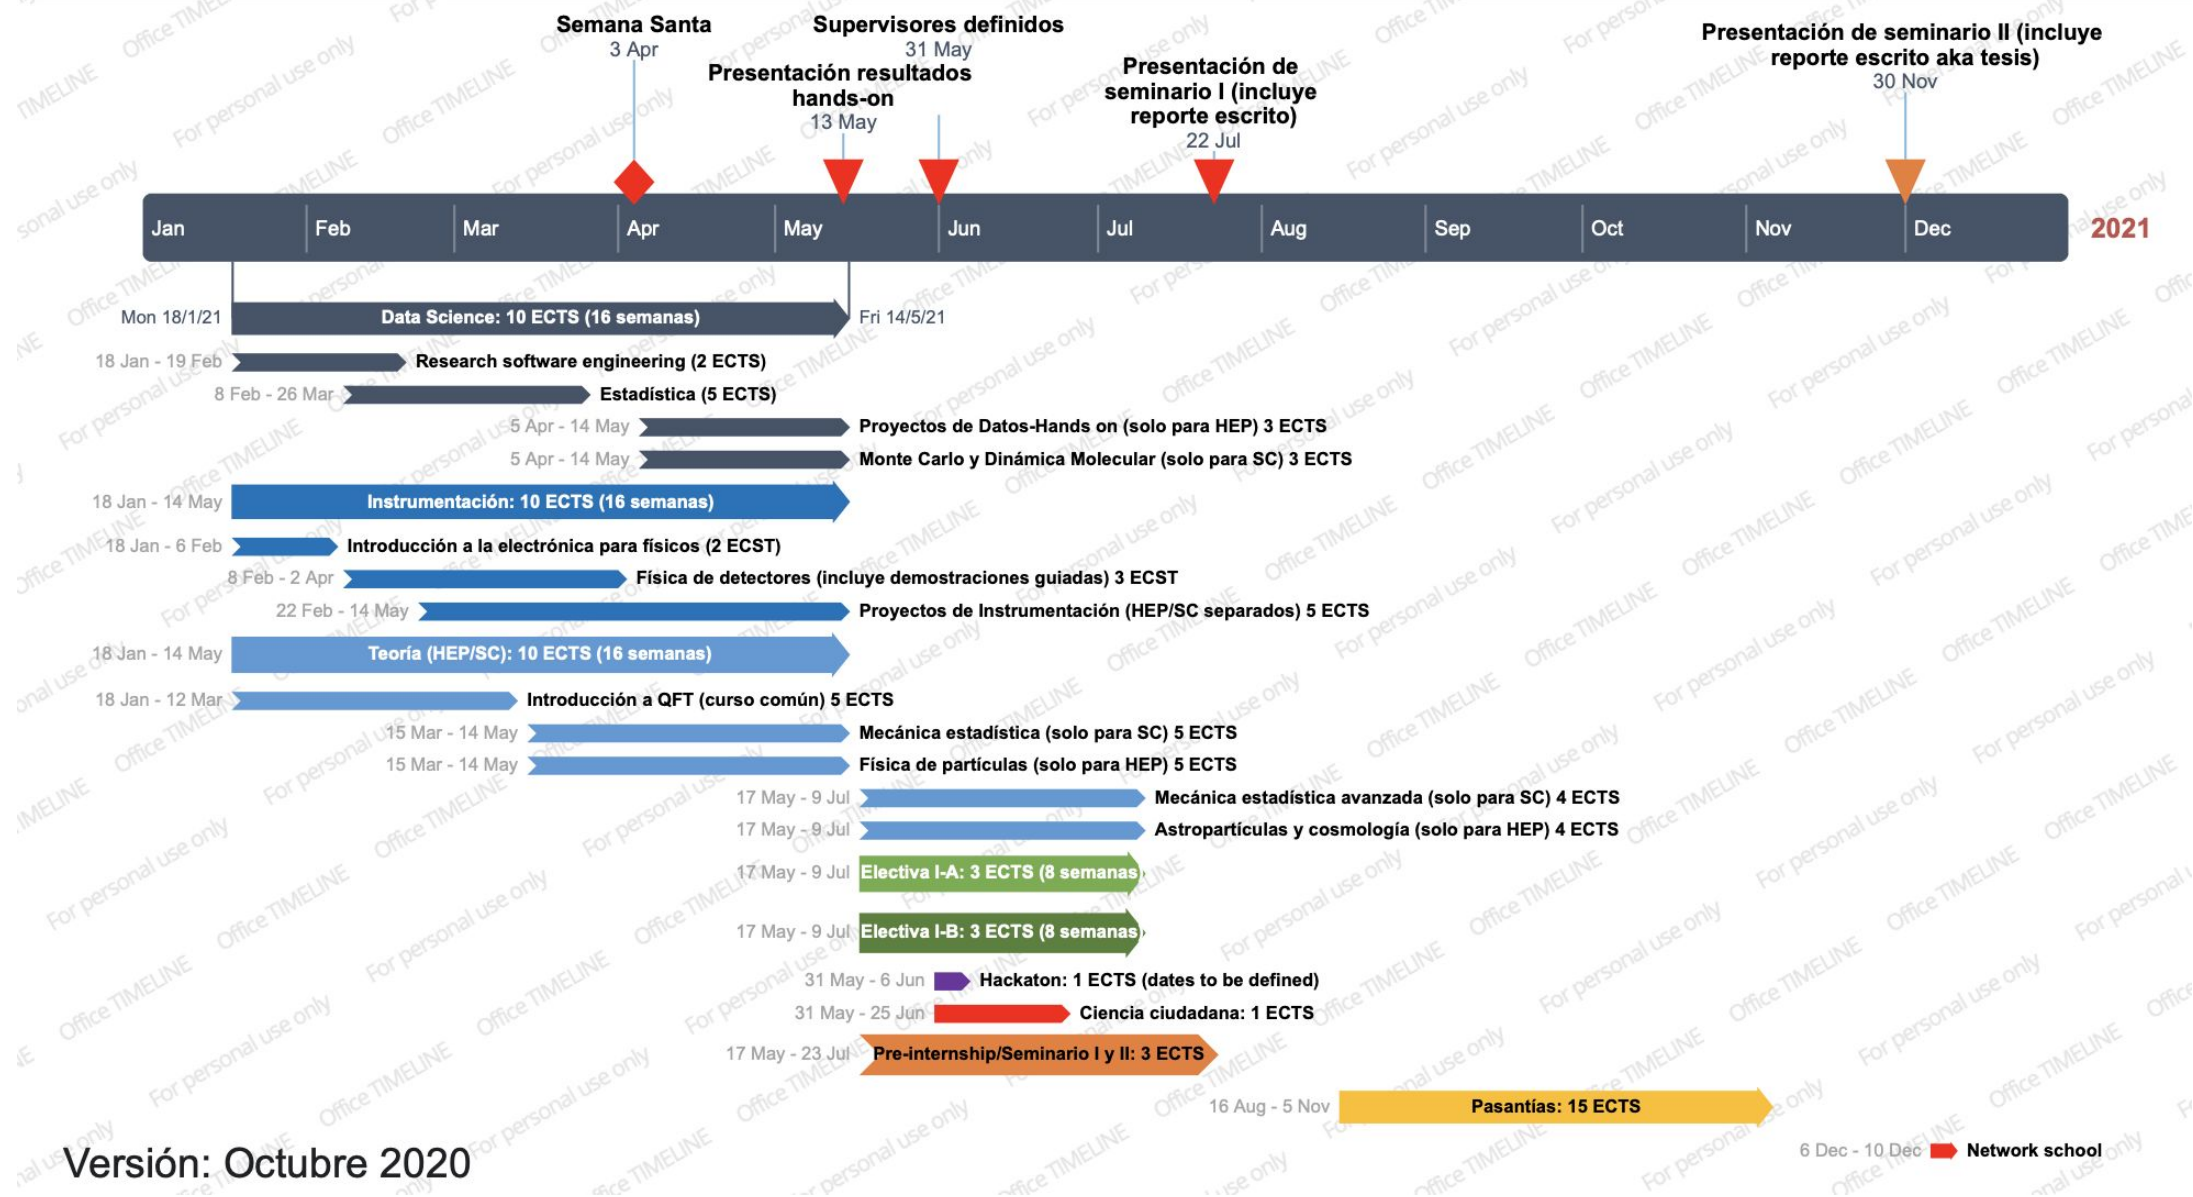 Semana Santa
3 Apr
Supervisores definidos
31 May
Presentación resultados
hands-on
13 May
Presentación de
seminario I (incluye
reporte escrito)
22 Jul
Presentación de seminario II (incluye
reporte escrito aka tesis)
30 Nov
Jan Feb Mar Apr May Jun Jul Aug Sep Oct Nov Dec 2021
Mon 18/1/21 Data Science: 10 ECTS (16 semanas) Fri 14/5/21
18 Jan - 19 Feb Research software engineering (2 ECTS)
8 Feb - 26 Mar Estadística (5 ECTS)
5 Apr - 14 May Proyectos de Datos-Hands on (solo para HEP) 3 ECTS
5 Apr - 14 May Monte Carlo y Dinámica Molecular (solo para SC) 3 ECTS
18 Jan - 14 May Instrumentación: 10 ECTS (16 semanas)
18 Jan - 6 Feb Introducción a la electrónica para físicos (2 ECST)
8 Feb - 2 Apr Física de detectores (incluye demostraciones guiadas) 3 ECST
22 Feb - 14 May Proyectos de Instrumentación (HEP/SC separados) 5 ECTS
18 Jan - 14 May Teoría (HEP/SC): 10 ECTS (16 semanas)
18 Jan - 12 Mar Introducción a QFT (curso común) 5 ECTS
15 Mar - 14 May Mecánica estadística (solo para SC) 5 ECTS
15 Mar - 14 May Física de partículas (solo para HEP) 5 ECTS
17 May - 9 Jul Mecánica estadística avanzada (solo para SC) 4 ECTS
17 May - 9 Jul Astropartículas y cosmología (solo para HEP) 4 ECTS
17 May - 9 Jul Electiva I-A: 3 ECTS (8 semanas)
17 May - 9 Jul Electiva I-B: 3 ECTS (8 semanas)
31 May - 6 Jun Hackaton: 1 ECTS (dates to be defined)
31 May - 25 Jun Ciencia ciudadana: 1 ECTS
17 May - 23 Jul Pre-internship/Seminario I y II: 3 ECTS
16 Aug - 5 Nov Pasantías: 15 ECTS
6 Dec - 10 Dec Network school
Versión: Octubre 2020
Office TIMELINE For personal use only